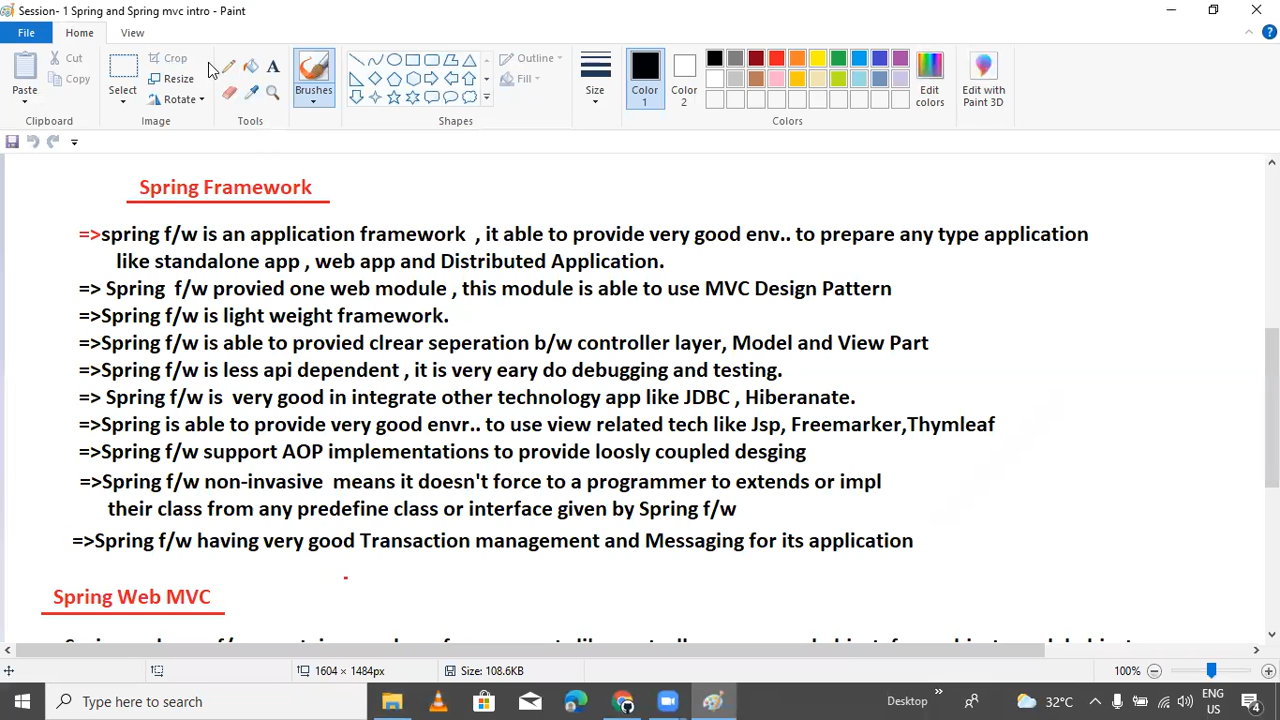 Session- 1 Spring and Spring mvc intro - Paint
File
Home
View
Paste
Cut
Copy
Clipboard
Select
Crop
Resize
Rotate
Image
Tools
Brushes
Outline
Fill
Shapes
Size
Color 1
Color 2
Edit colors
Colors
Edit with Paint 3D
Spring Framework
=>spring f/w is an application framework , it able to provide very good env.. to prepare any type application
like standalone app , web app and Distributed Application.
=> Spring f/w provied one web module , this module is able to use MVC Design Pattern
=>Spring f/w is light weight framework.
=>Spring f/w is able to provied clrear seperation b/w controller layer, Model and View Part
=>Spring f/w is less api dependent , it is very eary do debugging and testing.
=> Spring f/w is very good in integrate other technology app like JDBC , Hiberanate.
=>Spring is able to provide very good envr.. to use view related tech like Jsp, Freemarker,Thymleaf
=>Spring f/w support AOP implementations to provide loosly coupled desging
=>Spring f/w non-invasive means it doesn't force to a programmer to extends or impl
their class from any predefine class or interface given by Spring f/w
=>Spring f/w having very good Transaction management and Messaging for its application
Spring Web MVC
1604 × 1484px
Size: 108.6KB
100%
Type here to search
Desktop
32°C
ENG
US
4